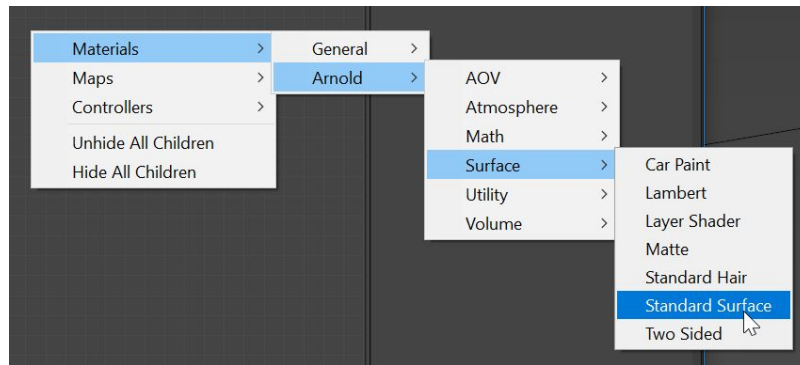 Materials >
Maps >
Controllers >
Unhide All Children
Hide All Children
General >
Arnold >
AOV >
Atmosphere >
Math >
Surface >
Utility >
Volume >
Car Paint
Lambert
Layer Shader
Matte
Standard Hair
Standard Surface
Two Sided